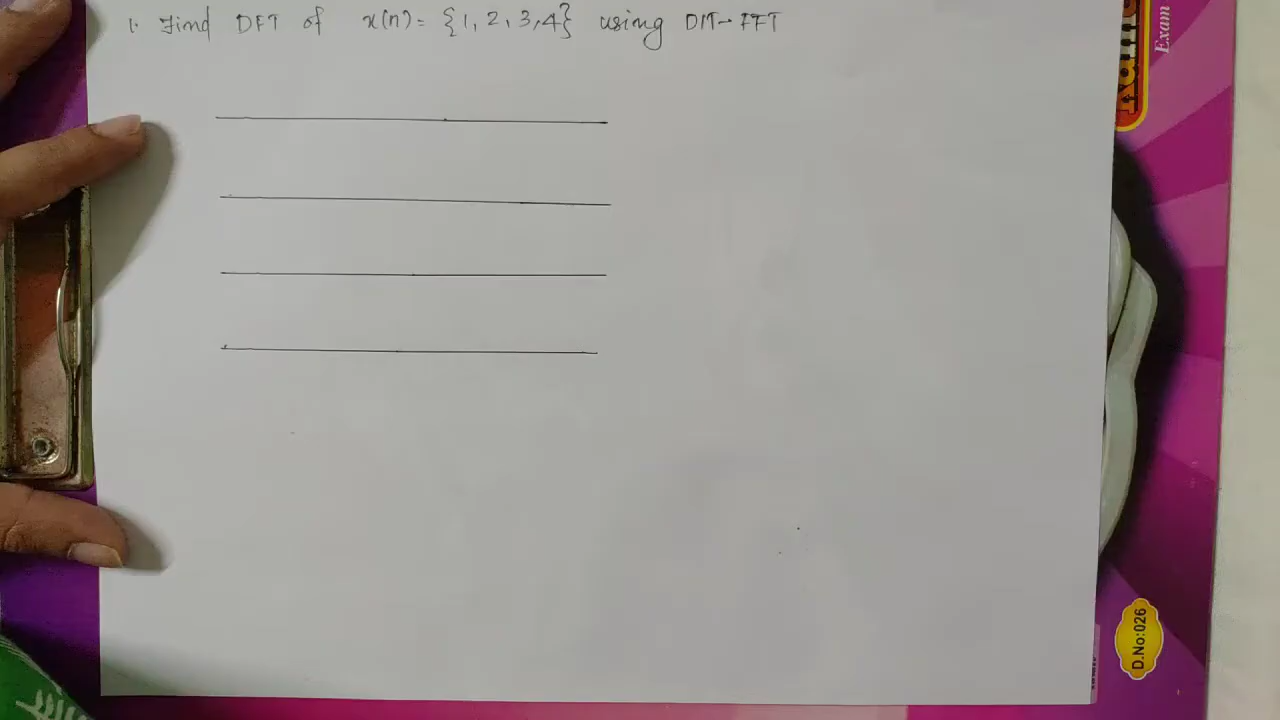 1. Find DFT of x(n) = {1, 2, 3, 4} using DIT-FFT
Exam
D.No:026